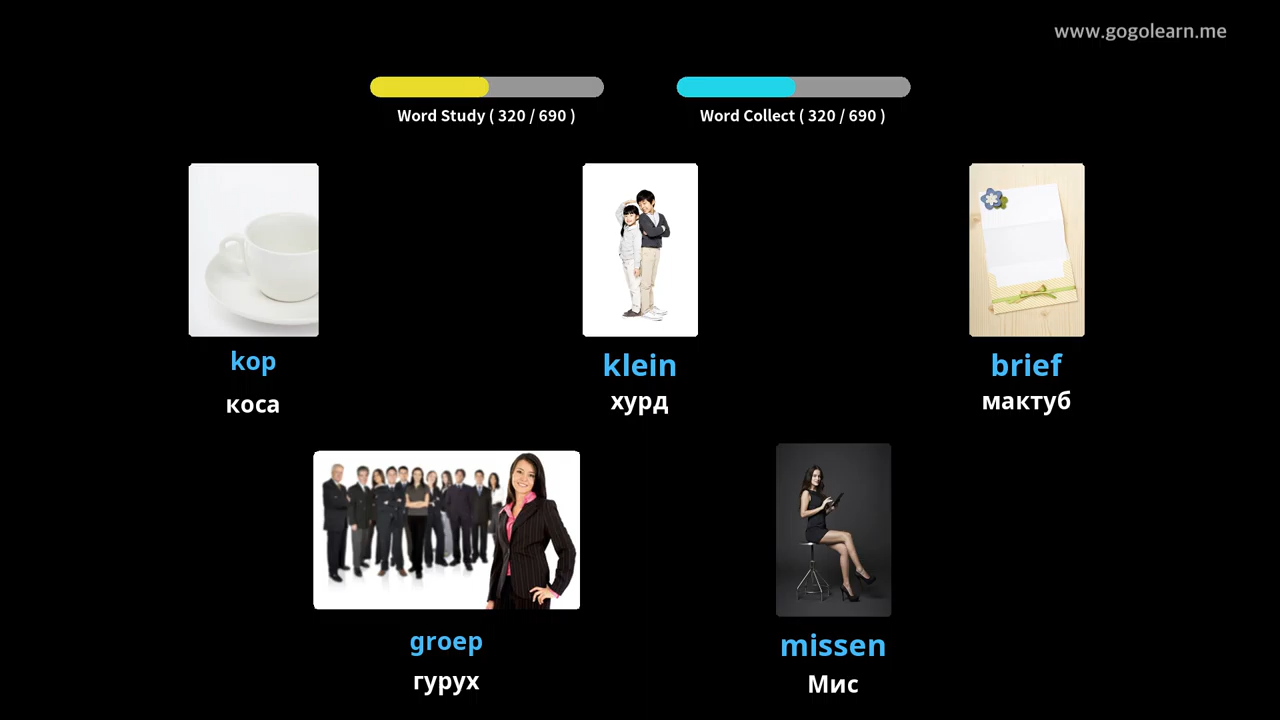 www.gogolearn.me
Word Study ( 320 / 690 )
Word Collect ( 320 / 690 )
kop
коса
klein
хурд
brief
мактуб
groep
гурух
missen
Мис